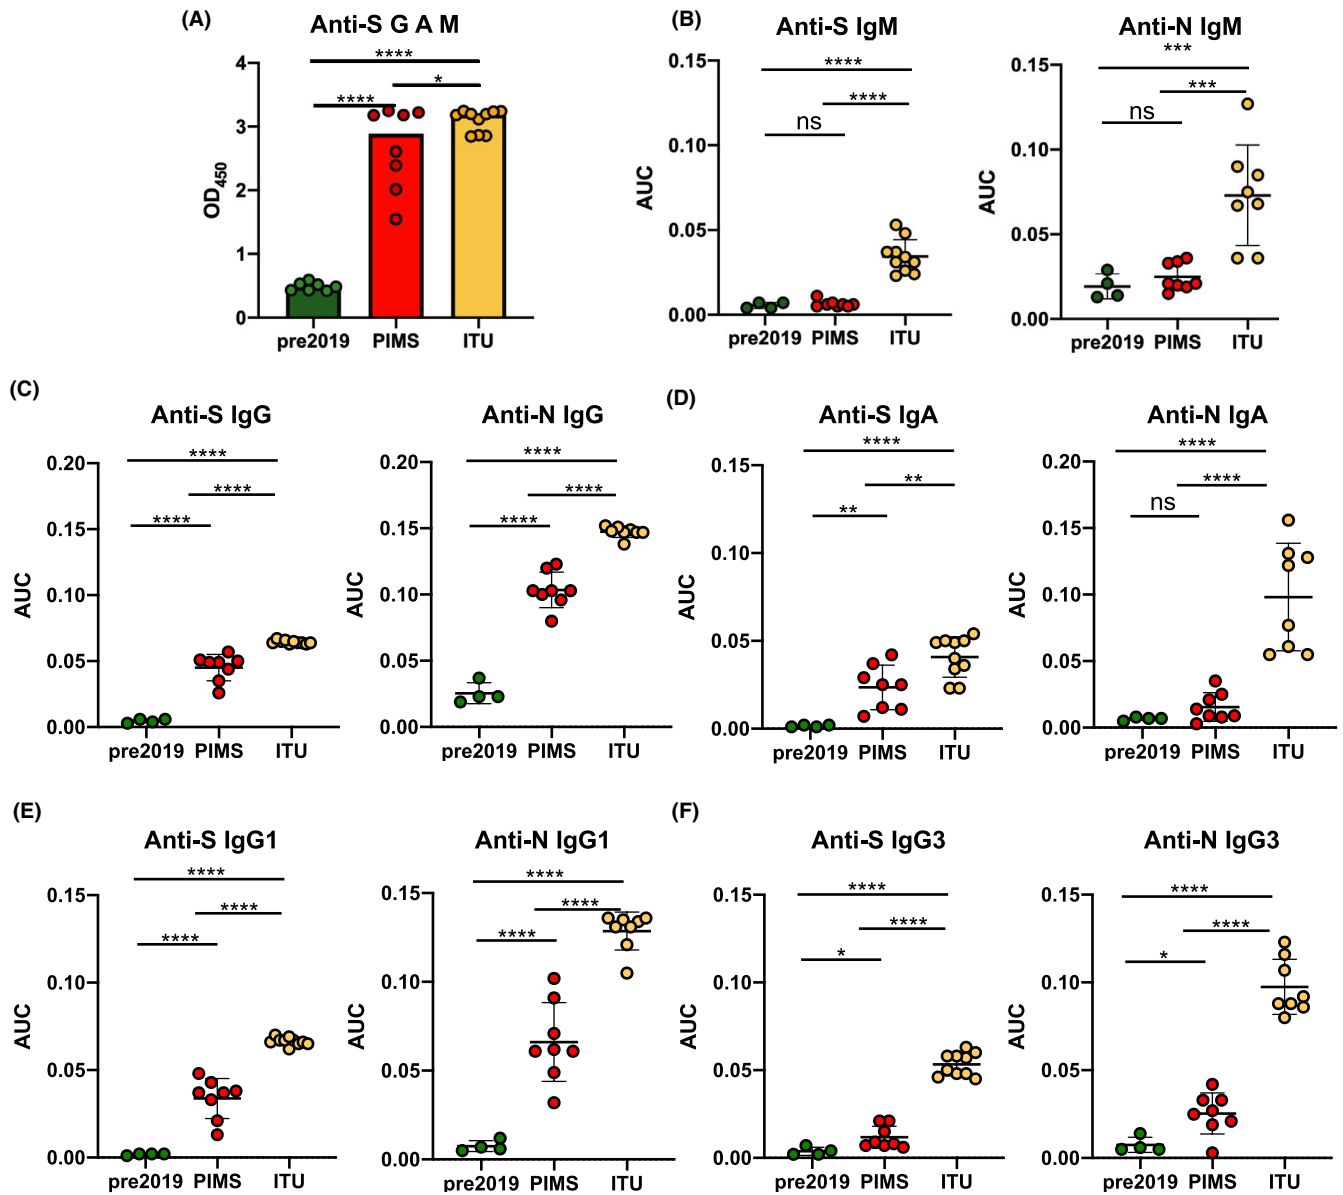 (A)
Anti-S G A M
****
*
****
4
3
2
1
0
OD450
pre2019 PIMS ITU
(B)
Anti-S IgM
****
****
ns
0.15
0.10
0.05
0.00
AUC
pre2019 PIMS ITU
Anti-N IgM
***
***
ns
0.15
0.10
0.05
0.00
AUC
pre2019 PIMS ITU
(C)
Anti-S IgG
****
****
****
0.20
0.15
0.10
0.05
0.00
AUC
pre2019 PIMS ITU
Anti-N IgG
****
****
****
0.20
0.15
0.10
0.05
0.00
AUC
pre2019 PIMS ITU
(D)
Anti-S IgA
****
**
**
0.15
0.10
0.05
0.00
AUC
pre2019 PIMS ITU
Anti-N IgA
****
****
ns
0.20
0.15
0.10
0.05
0.00
AUC
pre2019 PIMS ITU
(E)
Anti-S IgG1
****
****
****
0.15
0.10
0.05
0.00
AUC
pre2019 PIMS ITU
Anti-N IgG1
****
****
****
0.15
0.10
0.05
0.00
AUC
pre2019 PIMS ITU
(F)
Anti-S IgG3
****
****
*
0.15
0.10
0.05
0.00
AUC
pre2019 PIMS ITU
Anti-N IgG3
****
****
*
0.15
0.10
0.05
0.00
AUC
pre2019 PIMS ITU